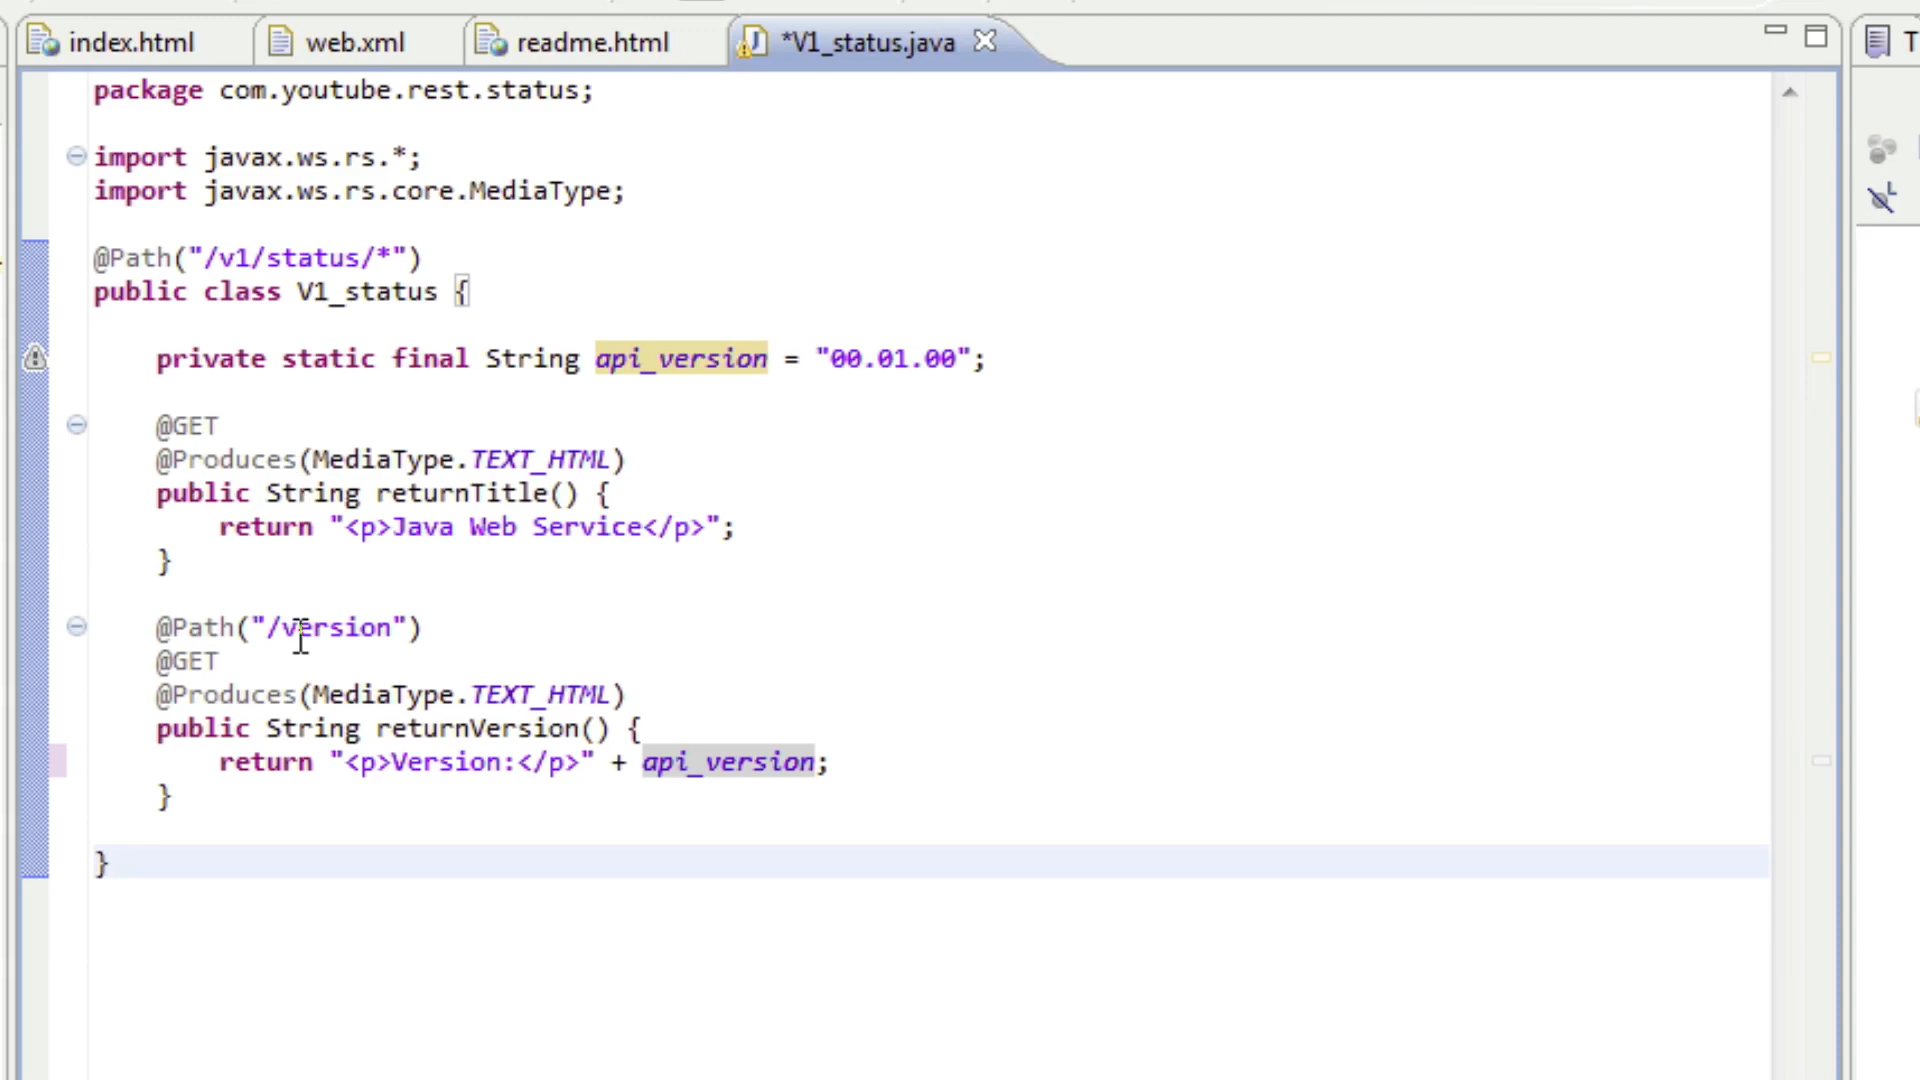 index.html web.xml readme.html *V1_status.java T
package com.youtube.rest.status;
import javax.ws.rs.*;
import javax.ws.rs.core.MediaType;
@Path("/v1/status/*")
public class V1_status {
private static final String api_version = "00.01.00";
@GET
@Produces(MediaType.TEXT_HTML)
public String returnTitle() {
return "<p>Java Web Service</p>";
}
@Path("/version")
@GET
@Produces(MediaType.TEXT_HTML)
public String returnVersion() {
return "<p>Version:</p>" + api_version;
}
}